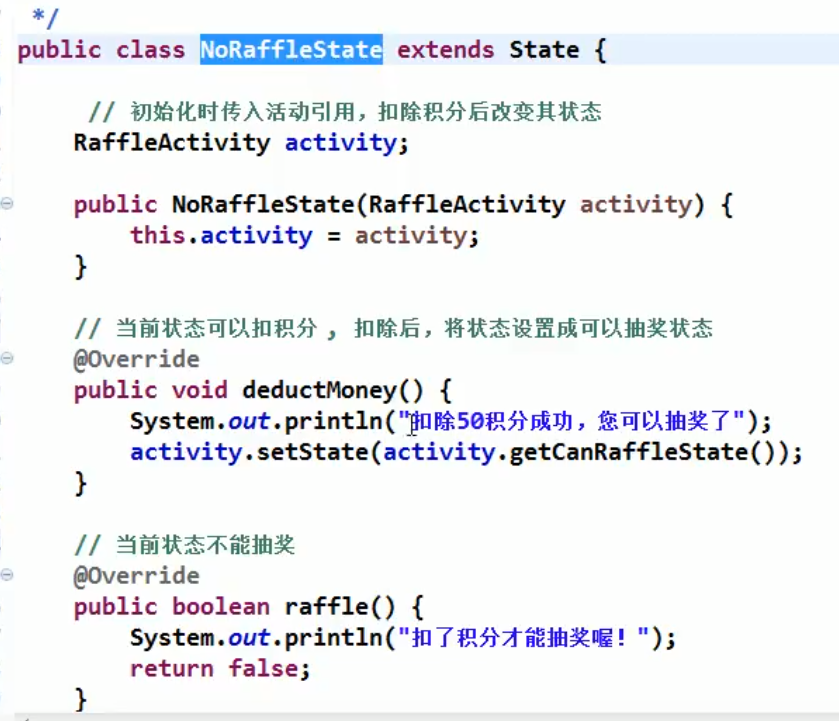 */
public class NoRaffleState extends State {
// 初始化时传入活动引用，扣除积分后改变其状态
RaffleActivity activity;
public NoRaffleState(RaffleActivity activity) {
this.activity = activity;
}
// 当前状态可以扣积分 , 扣除后，将状态设置成可以抽奖状态
@Override
public void deductMoney() {
System.out.println("扣除50积分成功，您可以抽奖了");
activity.setState(activity.getCanRaffleState());
}
// 当前状态不能抽奖
@Override
public boolean raffle() {
System.out.println("扣了积分才能抽奖喔！");
return false;
}